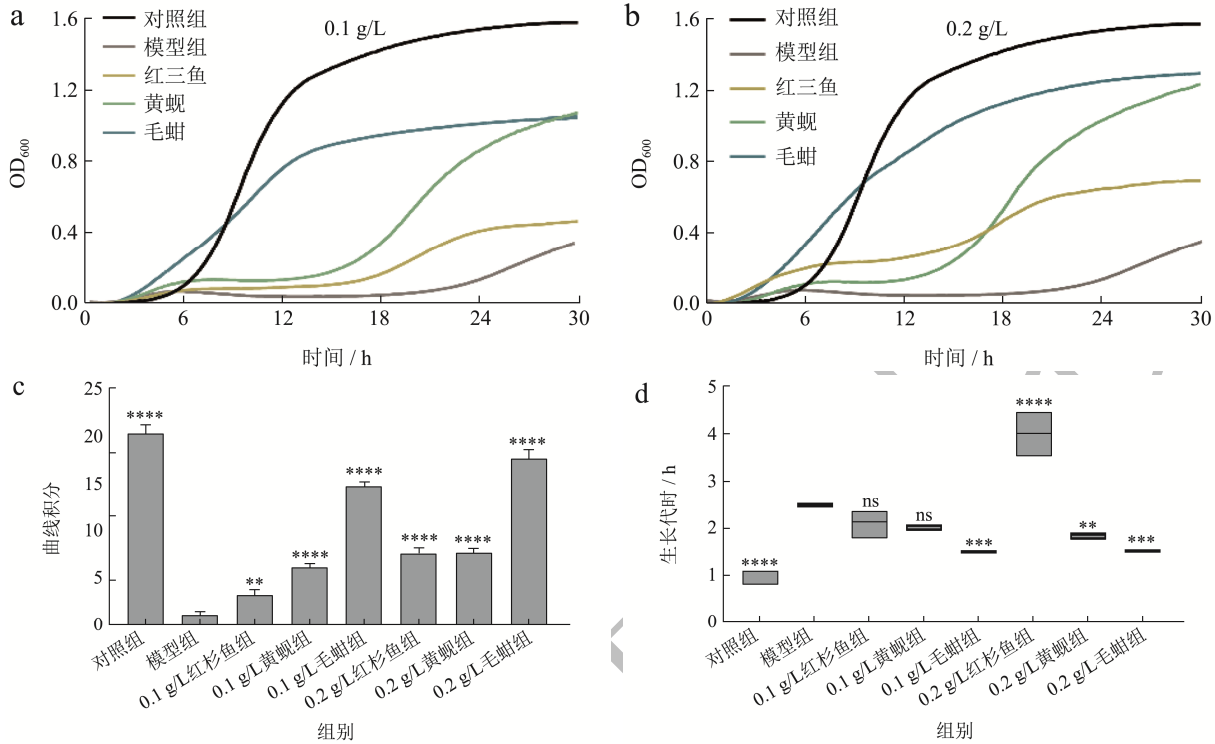 a
0.1 g/L
对照组
模型组
红三鱼
黄蚬
毛蚶
OD600
1.6
1.2
0.8
0.4
0.0
0 6 12 18 24 30
时间 / h
b
0.2 g/L
对照组
模型组
红三鱼
黄蚬
毛蚶
OD600
1.6
1.2
0.8
0.4
0.0
0 6 12 18 24 30
时间 / h
c
曲线积分
25
20
15
10
5
0
****
**
****
****
****
****
****
对照组
模型组
0.1 g/L红杉鱼组
0.1 g/L黄蚬组
0.1 g/L毛蚶组
0.2 g/L红杉鱼组
0.2 g/L黄蚬组
0.2 g/L毛蚶组
组别
d
生长代时 / h
5
4
3
2
1
0
****
ns
ns
***
****
**
***
对照组
模型组
0.1 g/L红杉鱼组
0.1 g/L黄蚬组
0.1 g/L毛蚶组
0.2 g/L红杉鱼组
0.2 g/L黄蚬组
0.2 g/L毛蚶组
组别